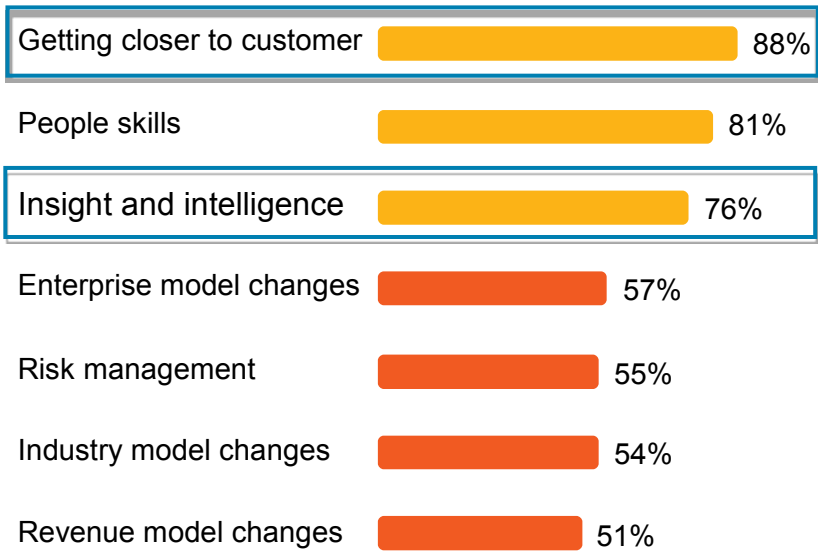 Getting closer to customer 88%
People skills 81%
Insight and intelligence 76%
Enterprise model changes 57%
Risk management 55%
Industry model changes 54%
Revenue model changes 51%